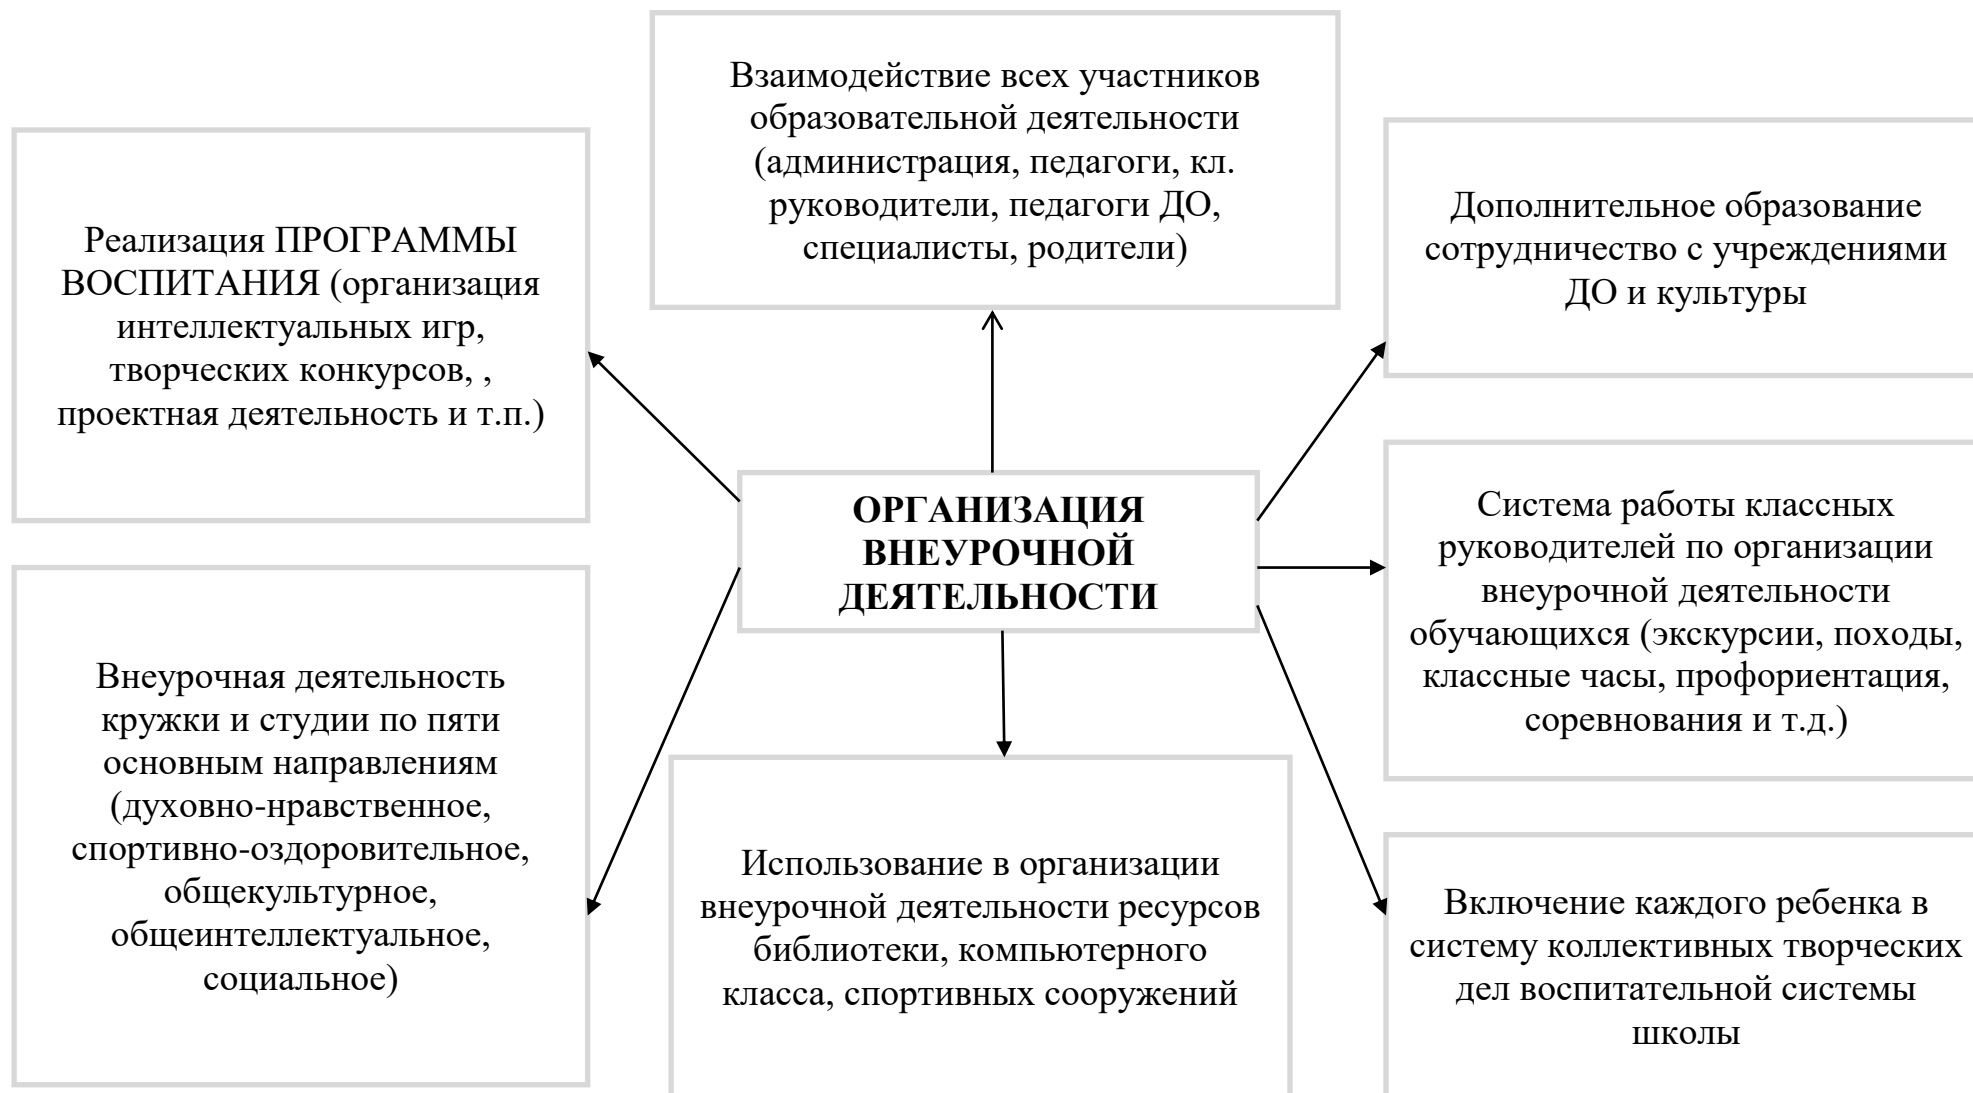 Взаимодействие всех участников
образовательной деятельности
(администрация, педагоги, кл.
руководители, педагоги ДО,
специалисты, родители)
Реализация ПРОГРАММЫ
ВОСПИТАНИЯ (организация
интеллектуальных игр,
творческих конкурсов, ,
проектная деятельность и т.п.)
Дополнительное образование
сотрудничество с учреждениями
ДО и культуры
ОРГАНИЗАЦИЯ
ВНЕУРОЧНОЙ
ДЕЯТЕЛЬНОСТИ
Система работы классных
руководителей по организации
внеурочной деятельности
обучающихся (экскурсии, походы,
классные часы, профориентация,
соревнования и т.д.)
Внеурочная деятельность
кружки и студии по пяти
основным направлениям
(духовно-нравственное,
спортивно-оздоровительное,
общекультурное,
общеинтеллектуальное,
социальное)
Использование в организации
внеурочной деятельности ресурсов
библиотеки, компьютерного
класса, спортивных сооружений
Включение каждого ребенка в
систему коллективных творческих
дел воспитательной системы
школы